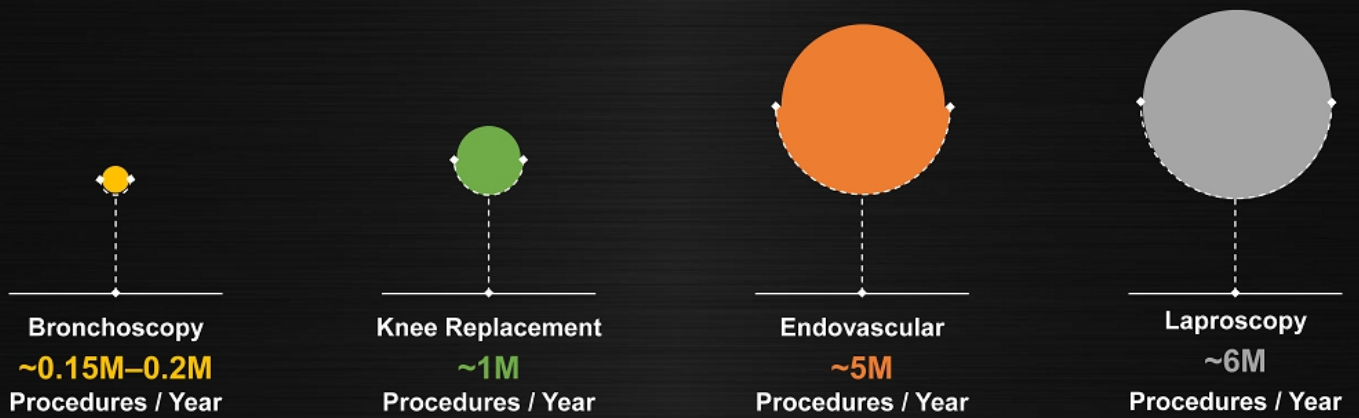 Bronchoscopy
~0.15M–0.2M
Procedures / Year
Knee Replacement
~1M
Procedures / Year
Endovascular
~5M
Procedures / Year
Laproscopy
~6M
Procedures / Year